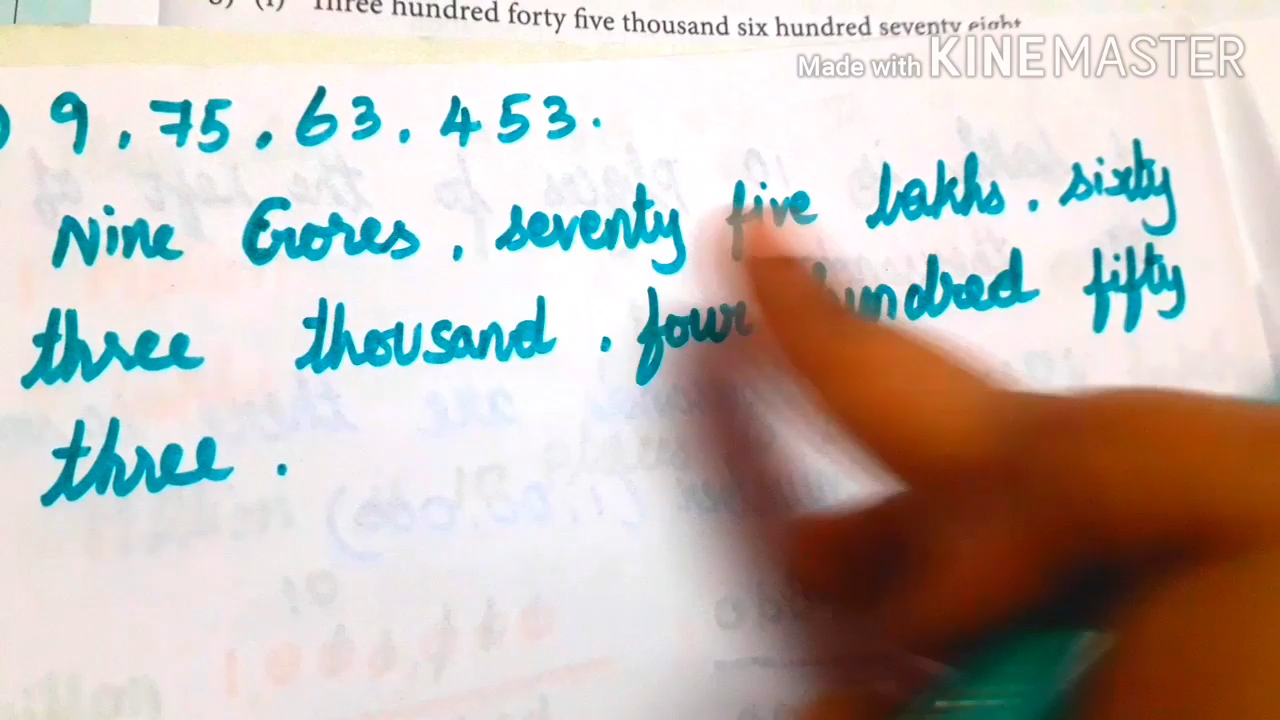 (i) Three hundred forty five thousand six hundred seventy eight
Made with KINEMASTER
9,75,63,453.
Nine Crores, seventy five lakhs, sixty
three thousand, four hundred fifty
three.